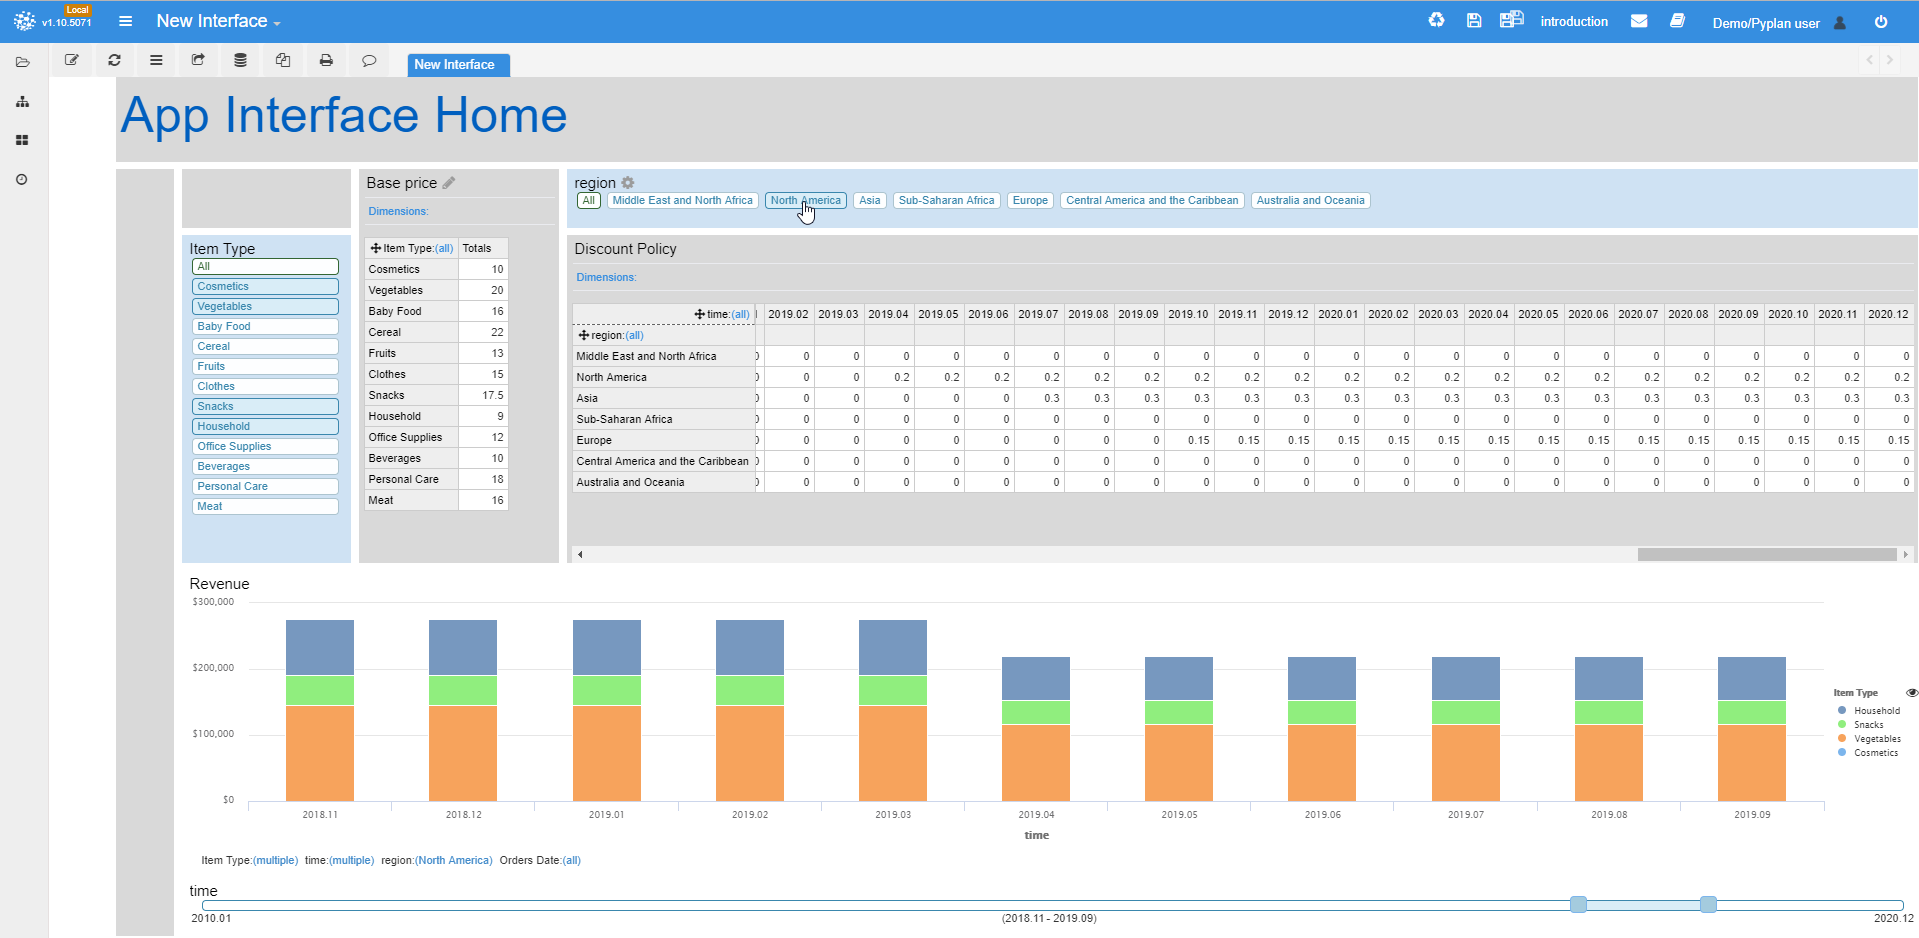 Local
v1.10.5071
New Interface
introduction
Demo/Pyplan user
New Interface
App Interface Home
Item Type
All
Cosmetics
Vegetables
Baby Food
Cereal
Fruits
Clothes
Snacks
Household
Office Supplies
Beverages
Personal Care
Meat
Base price
Dimensions:
Item Type:(all) Totals
Cosmetics 10
Vegetables 20
Baby Food 16
Cereal 22
Fruits 13
Clothes 15
Snacks 17.5
Household 9
Office Supplies 12
Beverages 10
Personal Care 18
Meat 16
region
All Middle East and North Africa North America Asia Sub-Saharan Africa Europe Central America and the Caribbean Australia and Oceania
Discount Policy
Dimensions:
time:(all) 2019.02 2019.03 2019.04 2019.05 2019.06 2019.07 2019.08 2019.09 2019.10 2019.11 2019.12 2020.01 2020.02 2020.03 2020.04 2020.05 2020.06 2020.07 2020.08 2020.09 2020.10 2020.11 2020.12
region:(all)
Middle East and North Africa 0 0 0 0 0 0 0 0 0 0 0 0 0 0 0 0 0 0 0 0 0 0 0
North America 0 0 0.2 0.2 0.2 0.2 0.2 0.2 0.2 0.2 0.2 0.2 0.2 0.2 0.2 0.2 0.2 0.2 0.2 0.2 0.2 0.2 0.2
Asia 0 0 0 0 0 0.3 0.3 0.3 0.3 0.3 0.3 0.3 0.3 0.3 0.3 0.3 0.3 0.3 0.3 0.3 0.3 0.3 0.3
Sub-Saharan Africa 0 0 0 0 0 0 0 0 0 0 0 0 0 0 0 0 0 0 0 0 0 0 0
Europe 0 0 0 0 0 0 0 0 0.15 0.15 0.15 0.15 0.15 0.15 0.15 0.15 0.15 0.15 0.15 0.15 0.15 0.15 0.15
Central America and the Caribbean 0 0 0 0 0 0 0 0 0 0 0 0 0 0 0 0 0 0 0 0 0 0 0
Australia and Oceania 0 0 0 0 0 0 0 0 0 0 0 0 0 0 0 0 0 0 0 0 0 0 0
Revenue
$300,000
$200,000
$100,000
$0
2018.11 2018.12 2019.01 2019.02 2019.03 2019.04 2019.05 2019.06 2019.07 2019.08 2019.09
time
Item Type
Household
Snacks
Vegetables
Cosmetics
Item Type:(multiple) time:(multiple) region:(North America) Orders Date:(all)
time
2010.01 (2018.11 - 2019.09) 2020.12